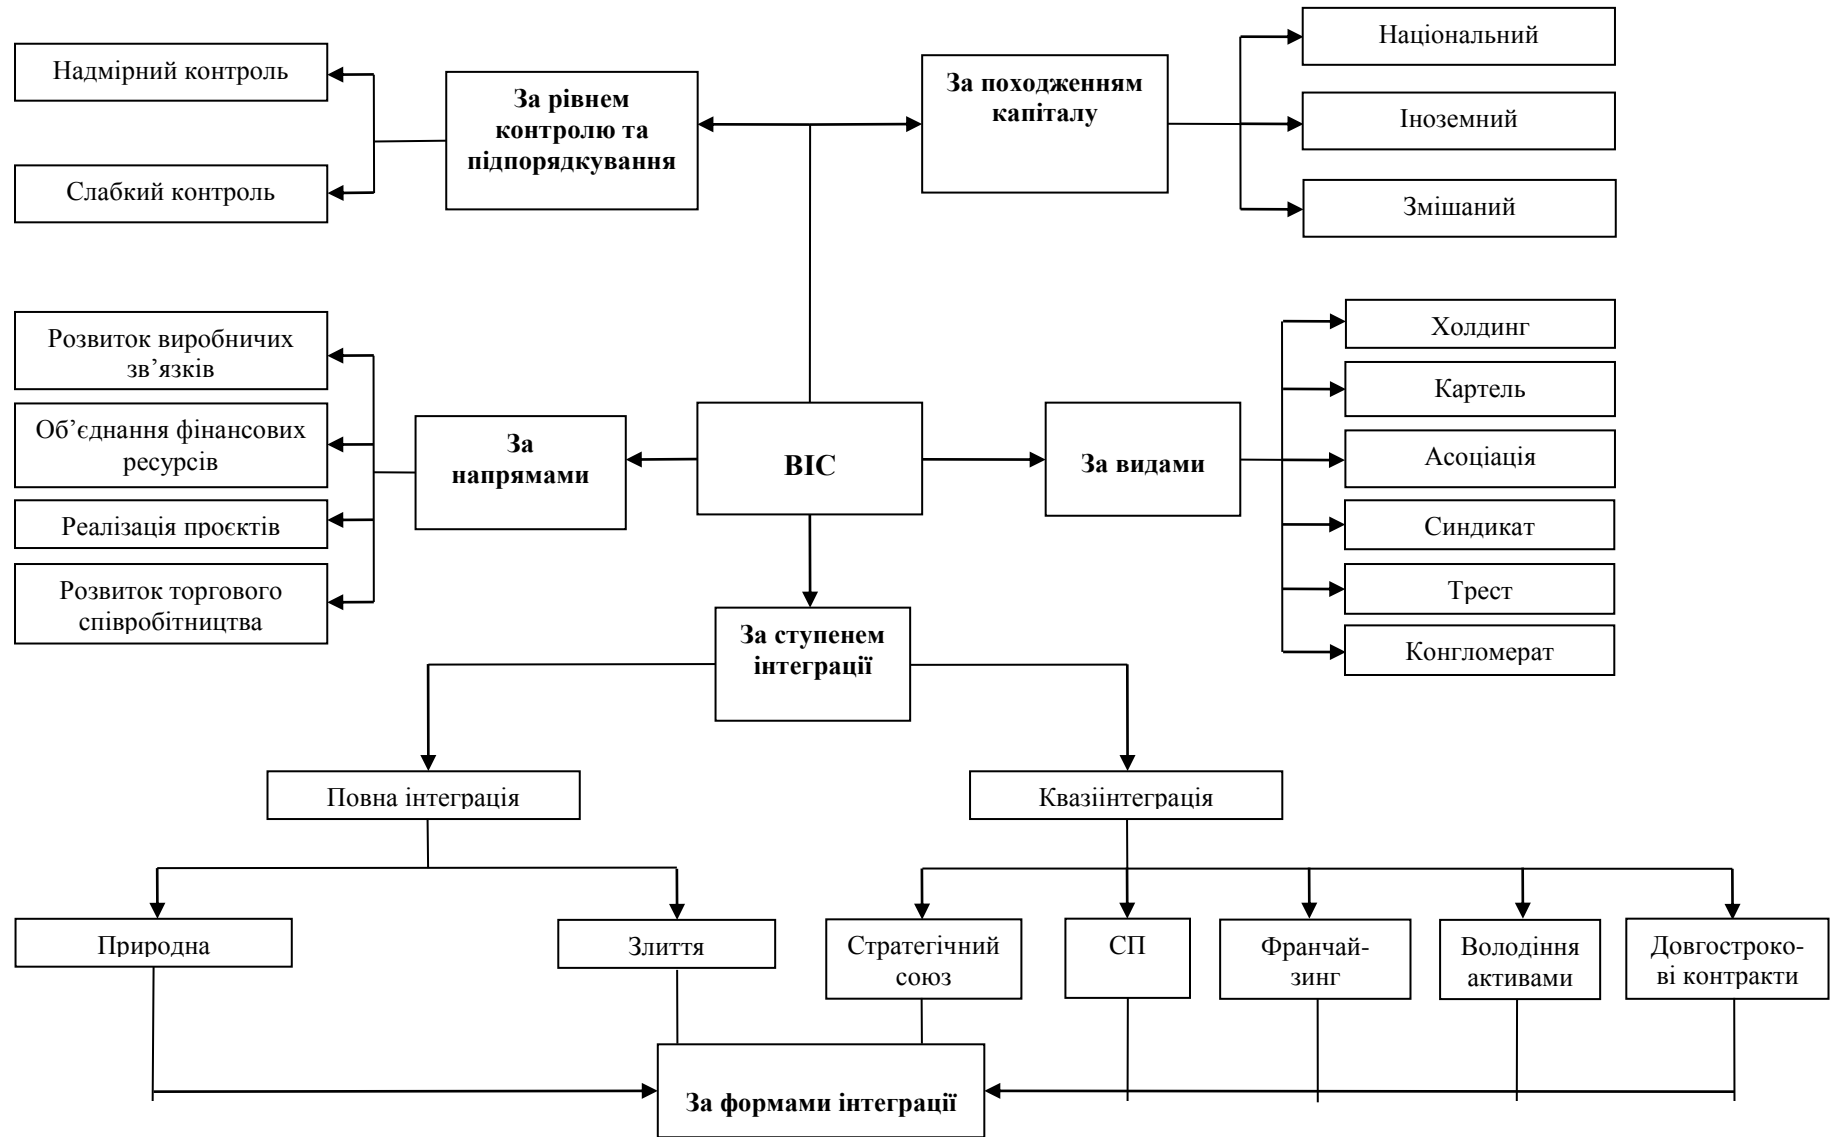 Надмірний контроль
Слабкий контроль
За рівнем
контролю та
підпорядкування
За походженням
капіталу
Національний
Іноземний
Змішаний
Розвиток виробничих
зв’язків
Об’єднання фінансових
ресурсів
Реалізація проєктів
Розвиток торгового
співробітництва
За
напрямами
ВІС
За видами
Холдинг
Картель
Асоціація
Синдикат
Трест
Конгломерат
За ступенем
інтеграції
Повна інтеграція
Квазіінтеграція
Природна
Злиття
Стратегічний
союз
СП
Франчай-
зинг
Володіння
активами
Довгостроко-
ві контракти
За формами інтеграції